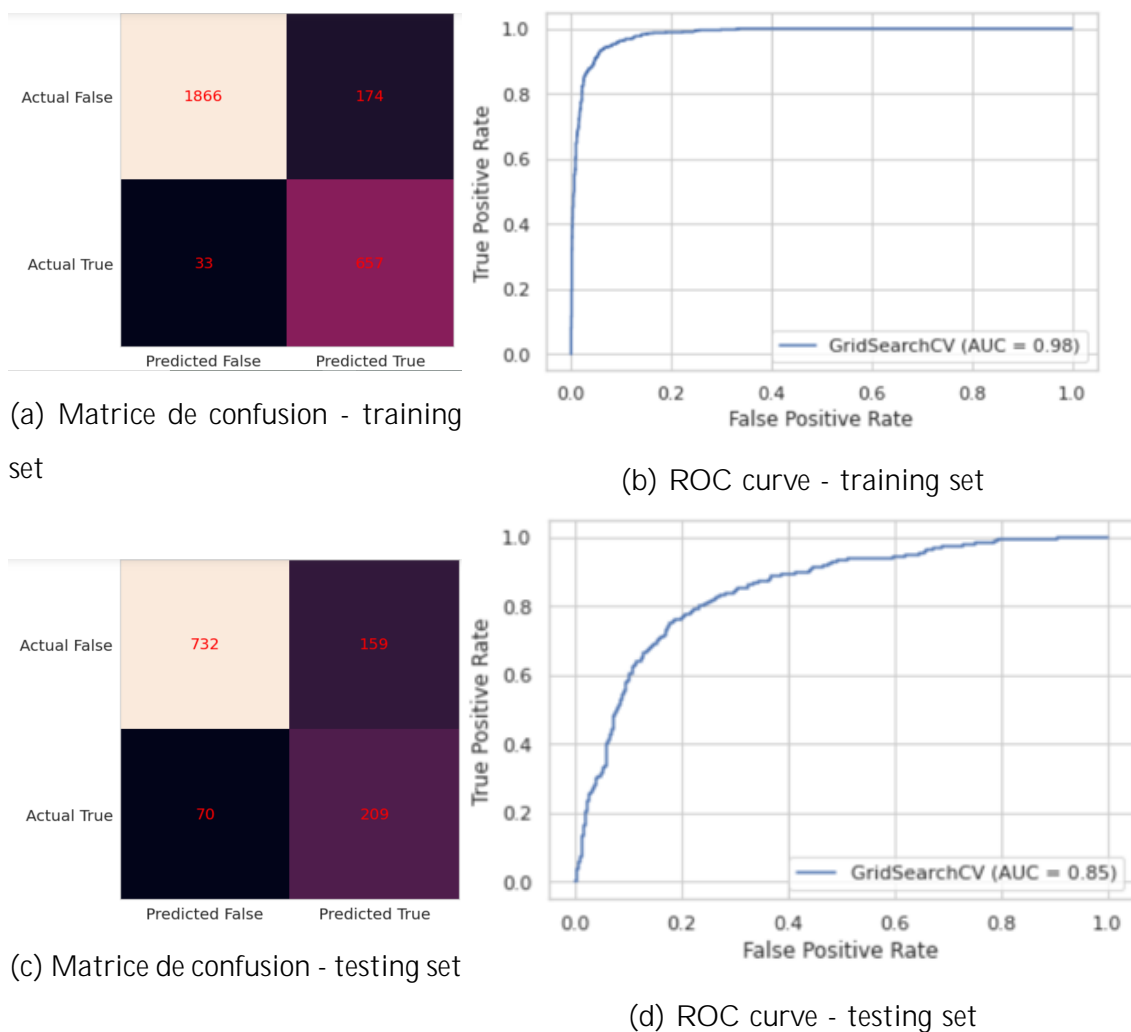 Actual False
1866
174
Actual True
33
657
Predicted False
Predicted True
(a) Matrice de confusion - training
set
1.0
0.8
0.6
0.4
0.2
0.0
True Positive Rate
GridSearchCV (AUC = 0.98)
0.0
0.2
0.4
0.6
0.8
1.0
False Positive Rate
(b) ROC curve - training set
Actual False
732
159
Actual True
70
209
Predicted False
Predicted True
(c) Matrice de confusion - testing set
1.0
0.8
0.6
0.4
0.2
0.0
True Positive Rate
GridSearchCV (AUC = 0.85)
0.0
0.2
0.4
0.6
0.8
1.0
False Positive Rate
(d) ROC curve - testing set